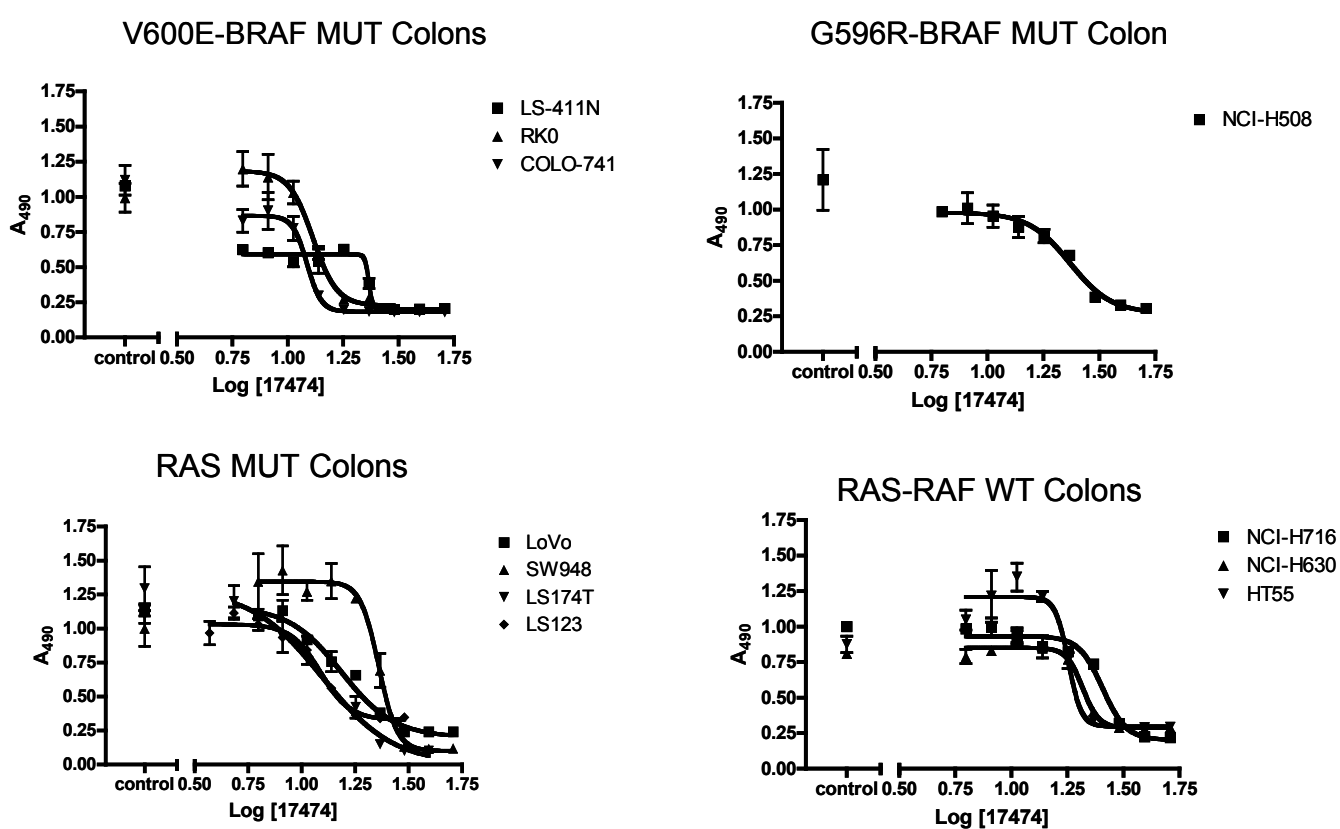 V600E-BRAF MUT Colons
1.75
1.50
1.25
1.00
0.75
0.50
0.25
0.00
A490
control 0.50 0.75 1.00 1.25 1.50 1.75
Log [17474]
LS-411N
RK0
COLO-741
G596R-BRAF MUT Colon
1.75
1.50
1.25
1.00
0.75
0.50
0.25
0.00
A490
control 0.50 0.75 1.00 1.25 1.50 1.75
Log [17474]
NCI-H508
RAS MUT Colons
1.75
1.50
1.25
1.00
0.75
0.50
0.25
0.00
A490
control 0.50 0.75 1.00 1.25 1.50 1.75
Log [17474]
LoVo
SW948
LS174T
LS123
RAS-RAF WT Colons
1.75
1.50
1.25
1.00
0.75
0.50
0.25
0.00
A490
control 0.50 0.75 1.00 1.25 1.50 1.75
Log [17474]
NCI-H716
NCI-H630
HT55